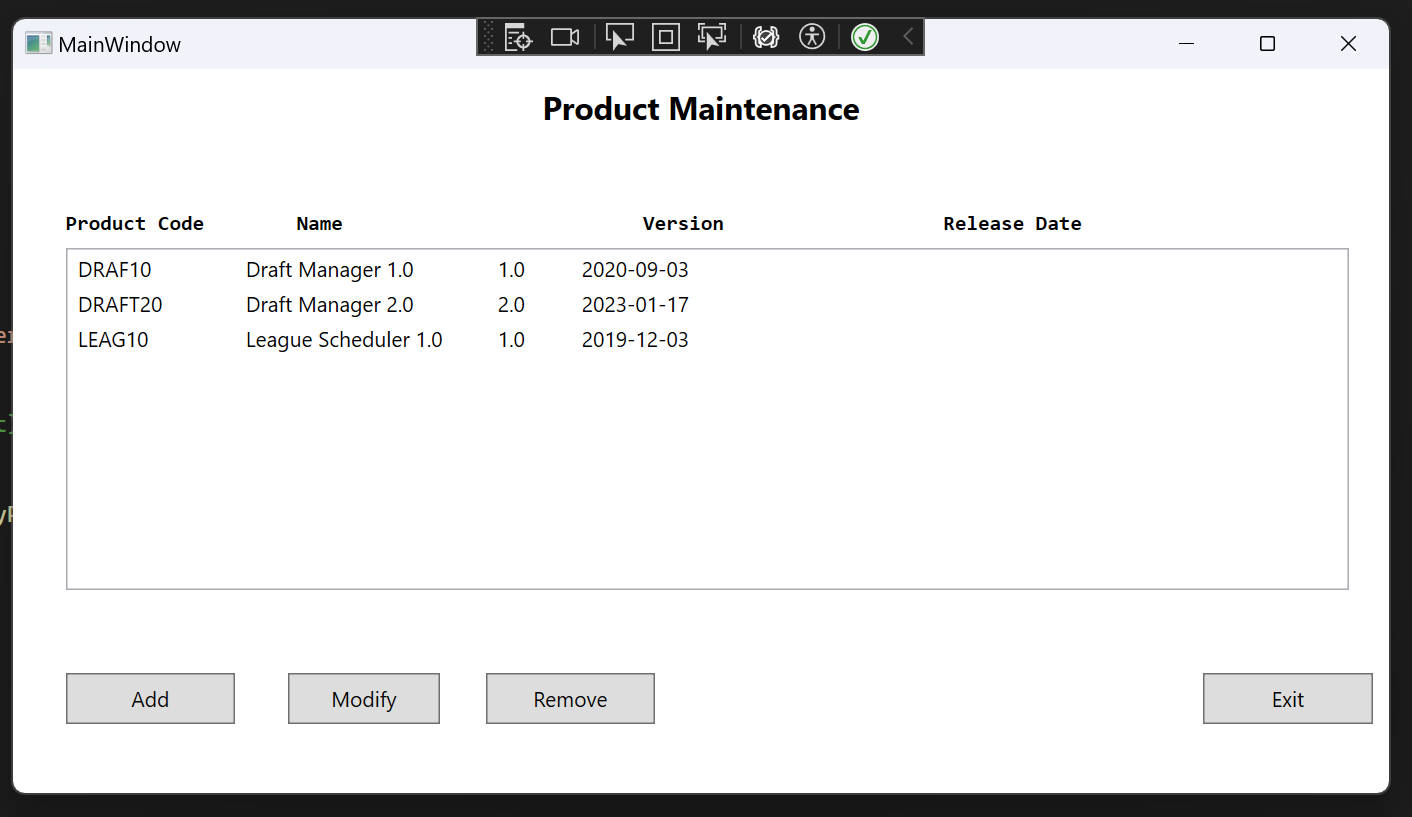 MainWindow
Product Maintenance
Product Code Name Version Release Date
DRAF10 Draft Manager 1.0 1.0 2020-09-03
DRAFT20 Draft Manager 2.0 2.0 2023-01-17
LEAG10 League Scheduler 1.0 1.0 2019-12-03
Add Modify Remove Exit